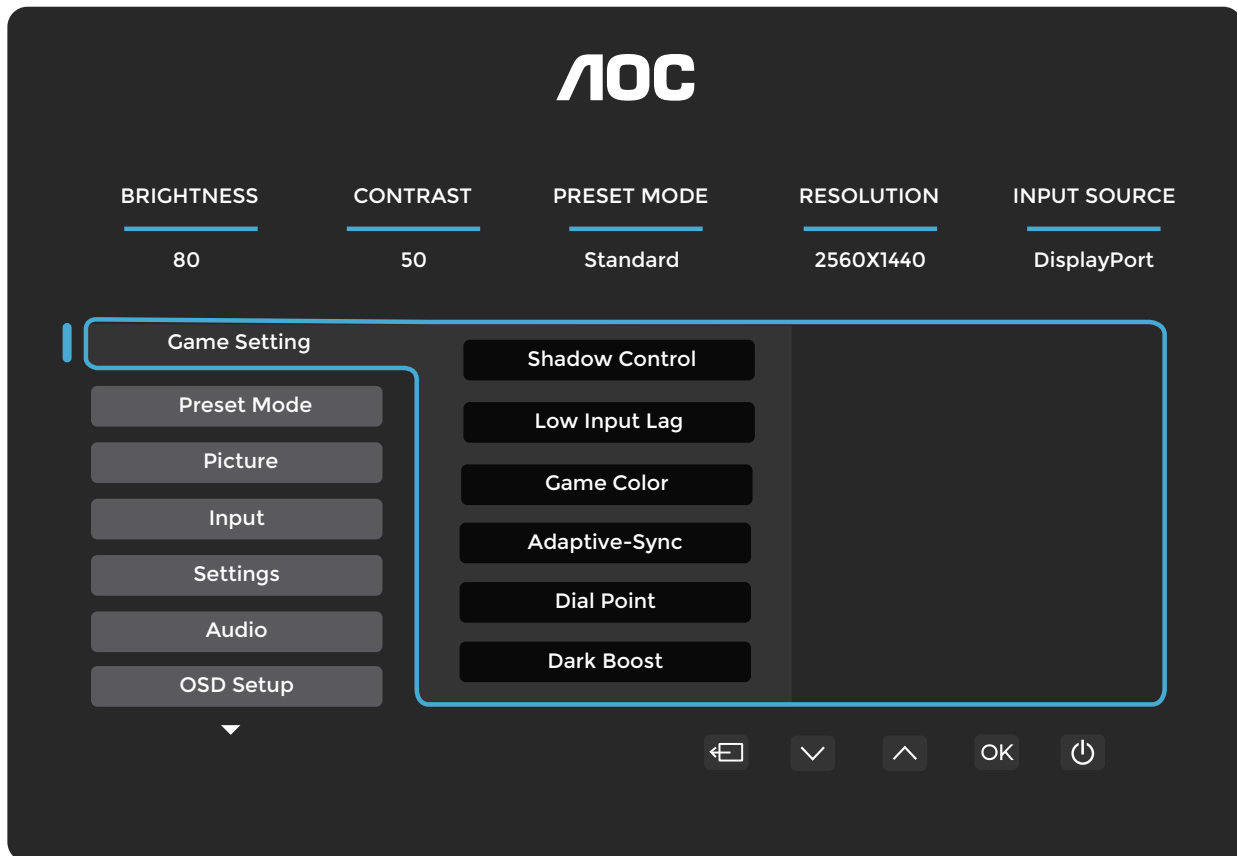 AOC
BRIGHTNESS CONTRAST PRESET MODE RESOLUTION INPUT SOURCE
80 50 Standard 2560X1440 DisplayPort
Game Setting
Preset Mode
Picture
Input
Settings
Audio
OSD Setup
Shadow Control
Low Input Lag
Game Color
Adaptive-Sync
Dial Point
Dark Boost
OK